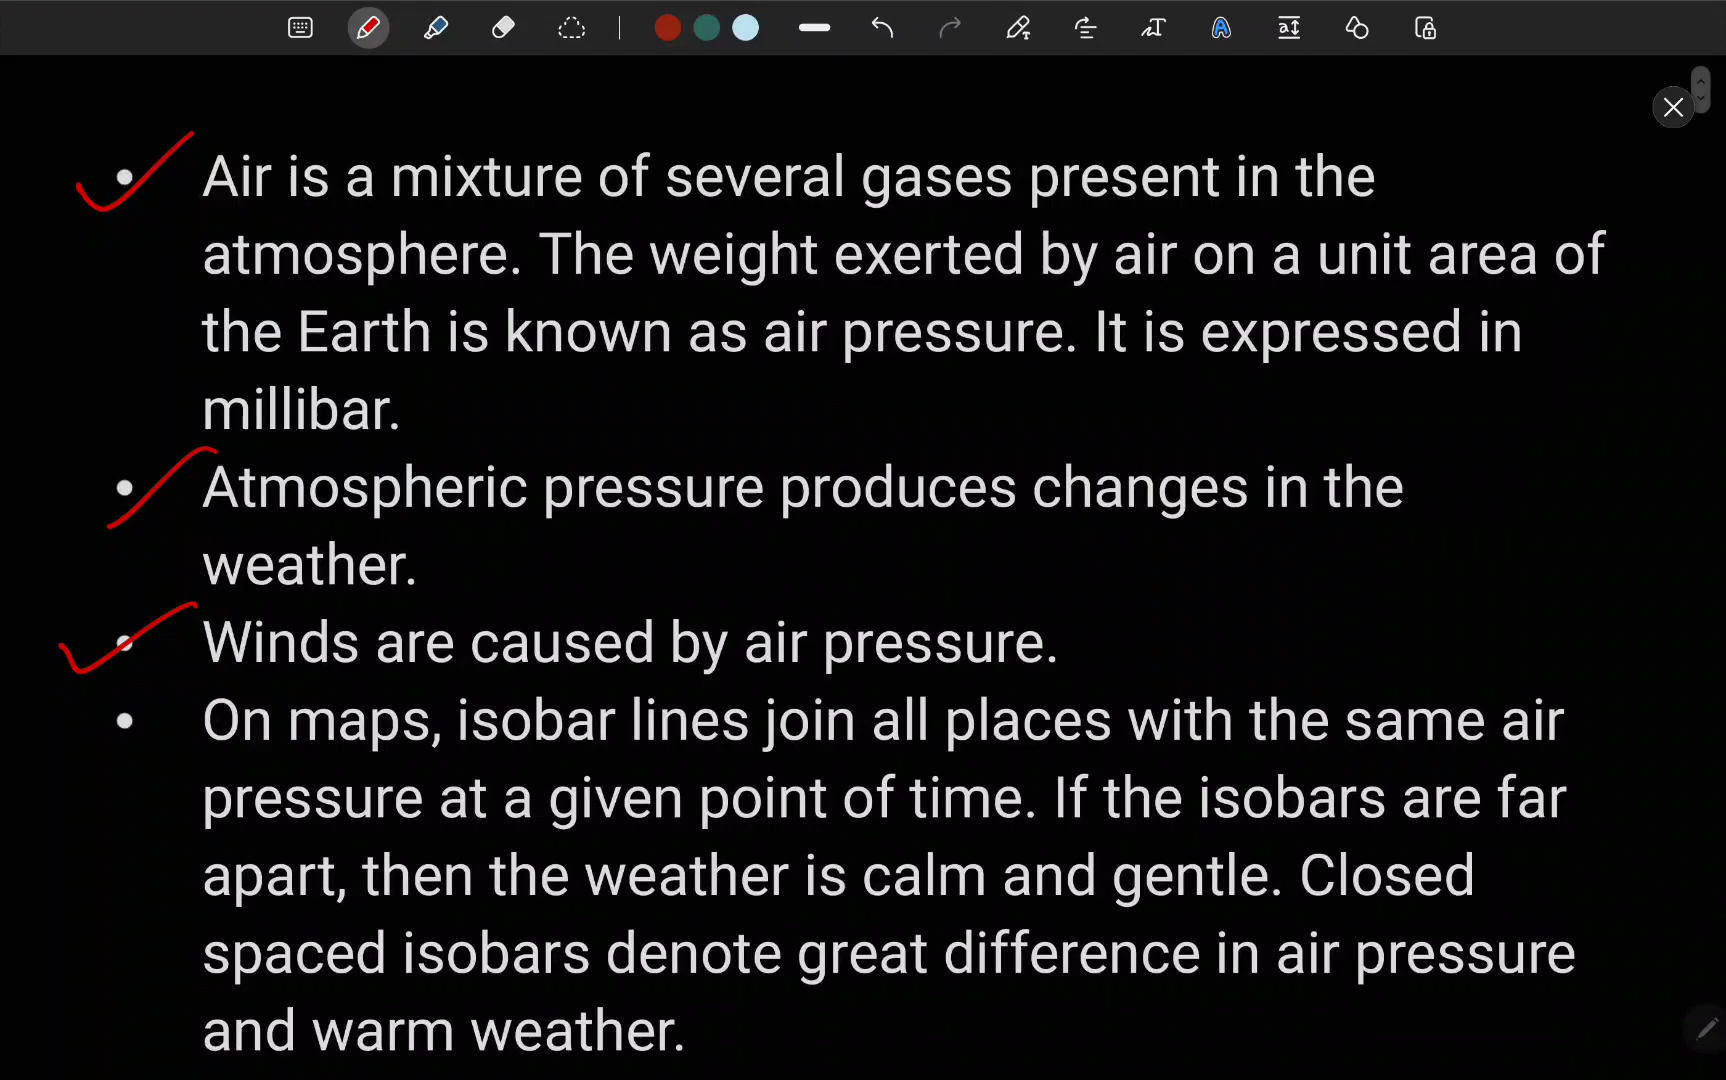 • Air is a mixture of several gases present in the
atmosphere. The weight exerted by air on a unit area of
the Earth is known as air pressure. It is expressed in
millibar.
• Atmospheric pressure produces changes in the
weather.
• Winds are caused by air pressure.
• On maps, isobar lines join all places with the same air
pressure at a given point of time. If the isobars are far
apart, then the weather is calm and gentle. Closed
spaced isobars denote great difference in air pressure
and warm weather.